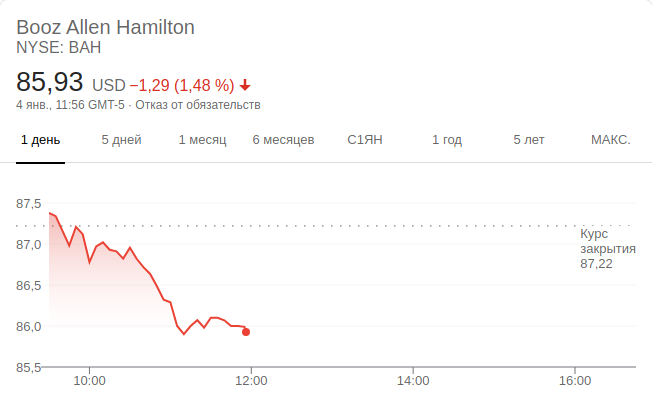 Booz Allen Hamilton
NYSE: BAH
85,93 USD −1,29 (1,48 %)
4 янв., 11:56 GMT-5 · Отказ от обязательств
1 день 5 дней 1 месяц 6 месяцев С1ЯН 1 год 5 лет МАКС.
87,5
87,0
86,5
86,0
85,5
Курс
закрытия
87,22
10:00 12:00 14:00 16:00